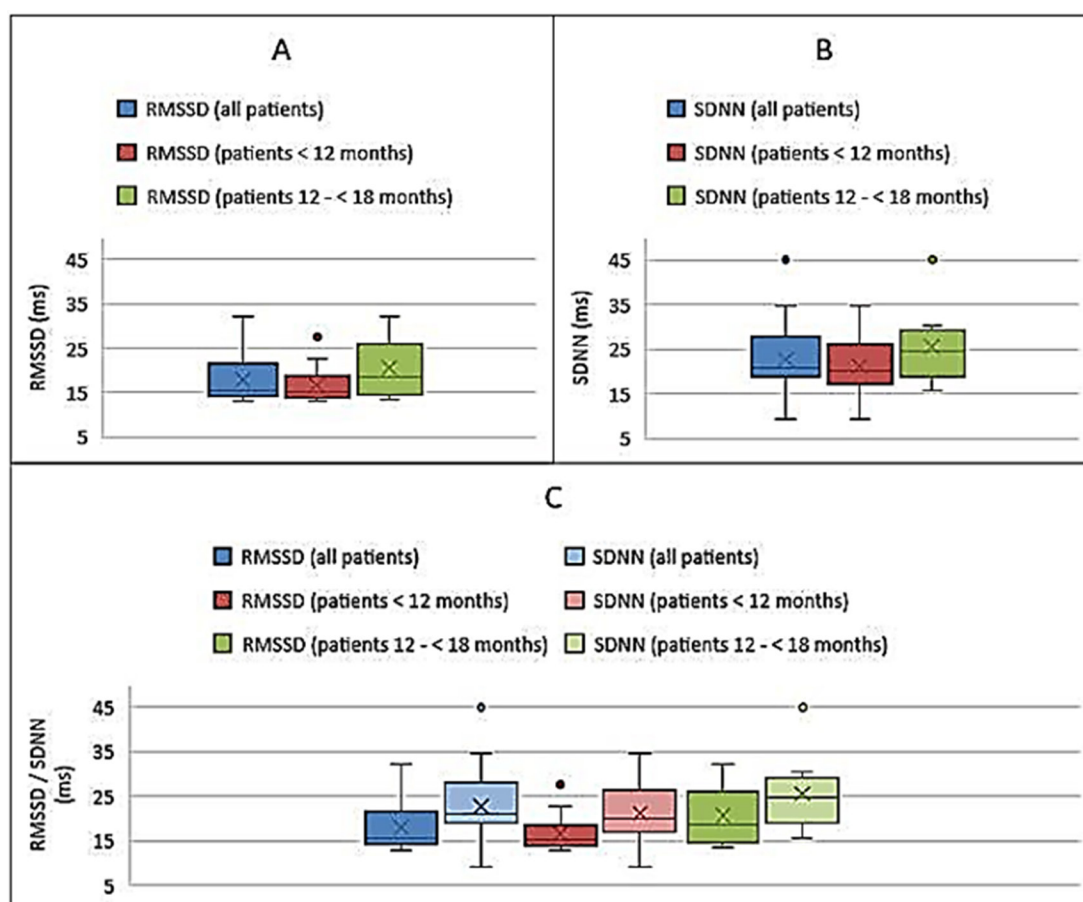 A
RMSSD (all patients)
RMSSD (patients < 12 months)
RMSSD (patients 12 - < 18 months)
RMSSD (ms)
45
35
25
15
5
B
SDNN (all patients)
SDNN (patients < 12 months)
SDNN (patients 12 - < 18 months)
SDNN (ms)
45
35
25
15
5
C
RMSSD (all patients) SDNN (all patients)
RMSSD (patients < 12 months) SDNN (patients < 12 months)
RMSSD (patients 12 - < 18 months) SDNN (patients 12 - < 18 months)
RMSSD / SDNN
(ms)
45
35
25
15
5